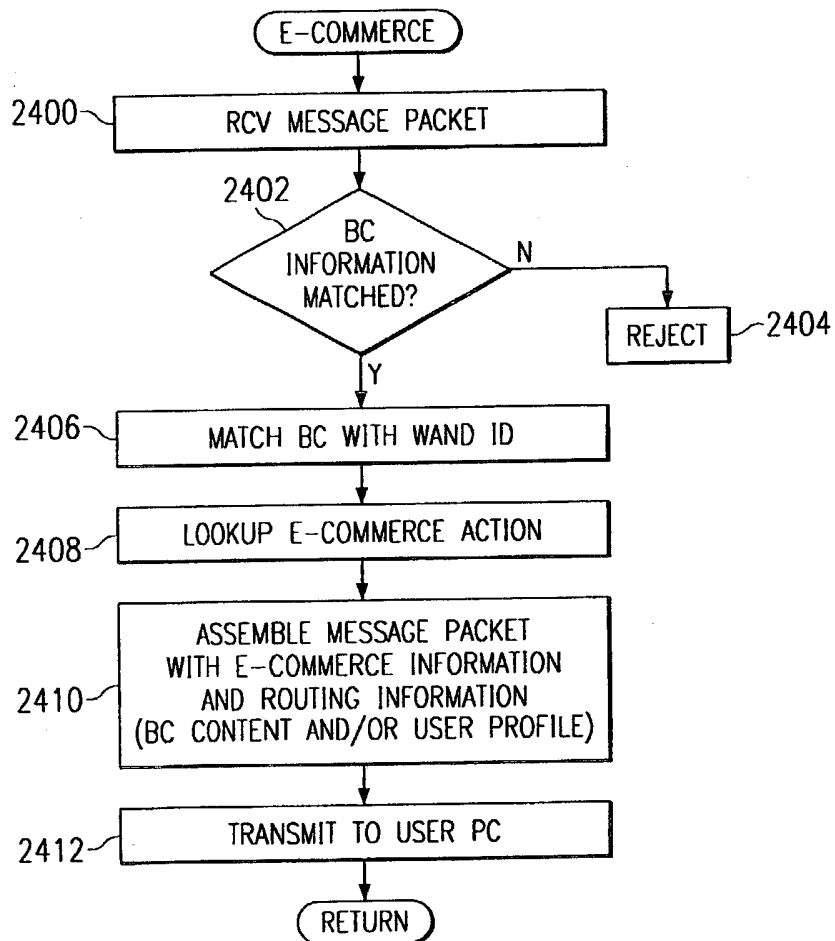 E-COMMERCE
2400
RCV MESSAGE PACKET
2402
BC
INFORMATION
MATCHED?
N
REJECT
2404
Y
2406
MATCH BC WITH WAND ID
2408
LOOKUP E-COMMERCE ACTION
2410
ASSEMBLE MESSAGE PACKET
WITH E-COMMERCE INFORMATION
AND ROUTING INFORMATION
(BC CONTENT AND/OR USER PROFILE)
2412
TRANSMIT TO USER PC
RETURN